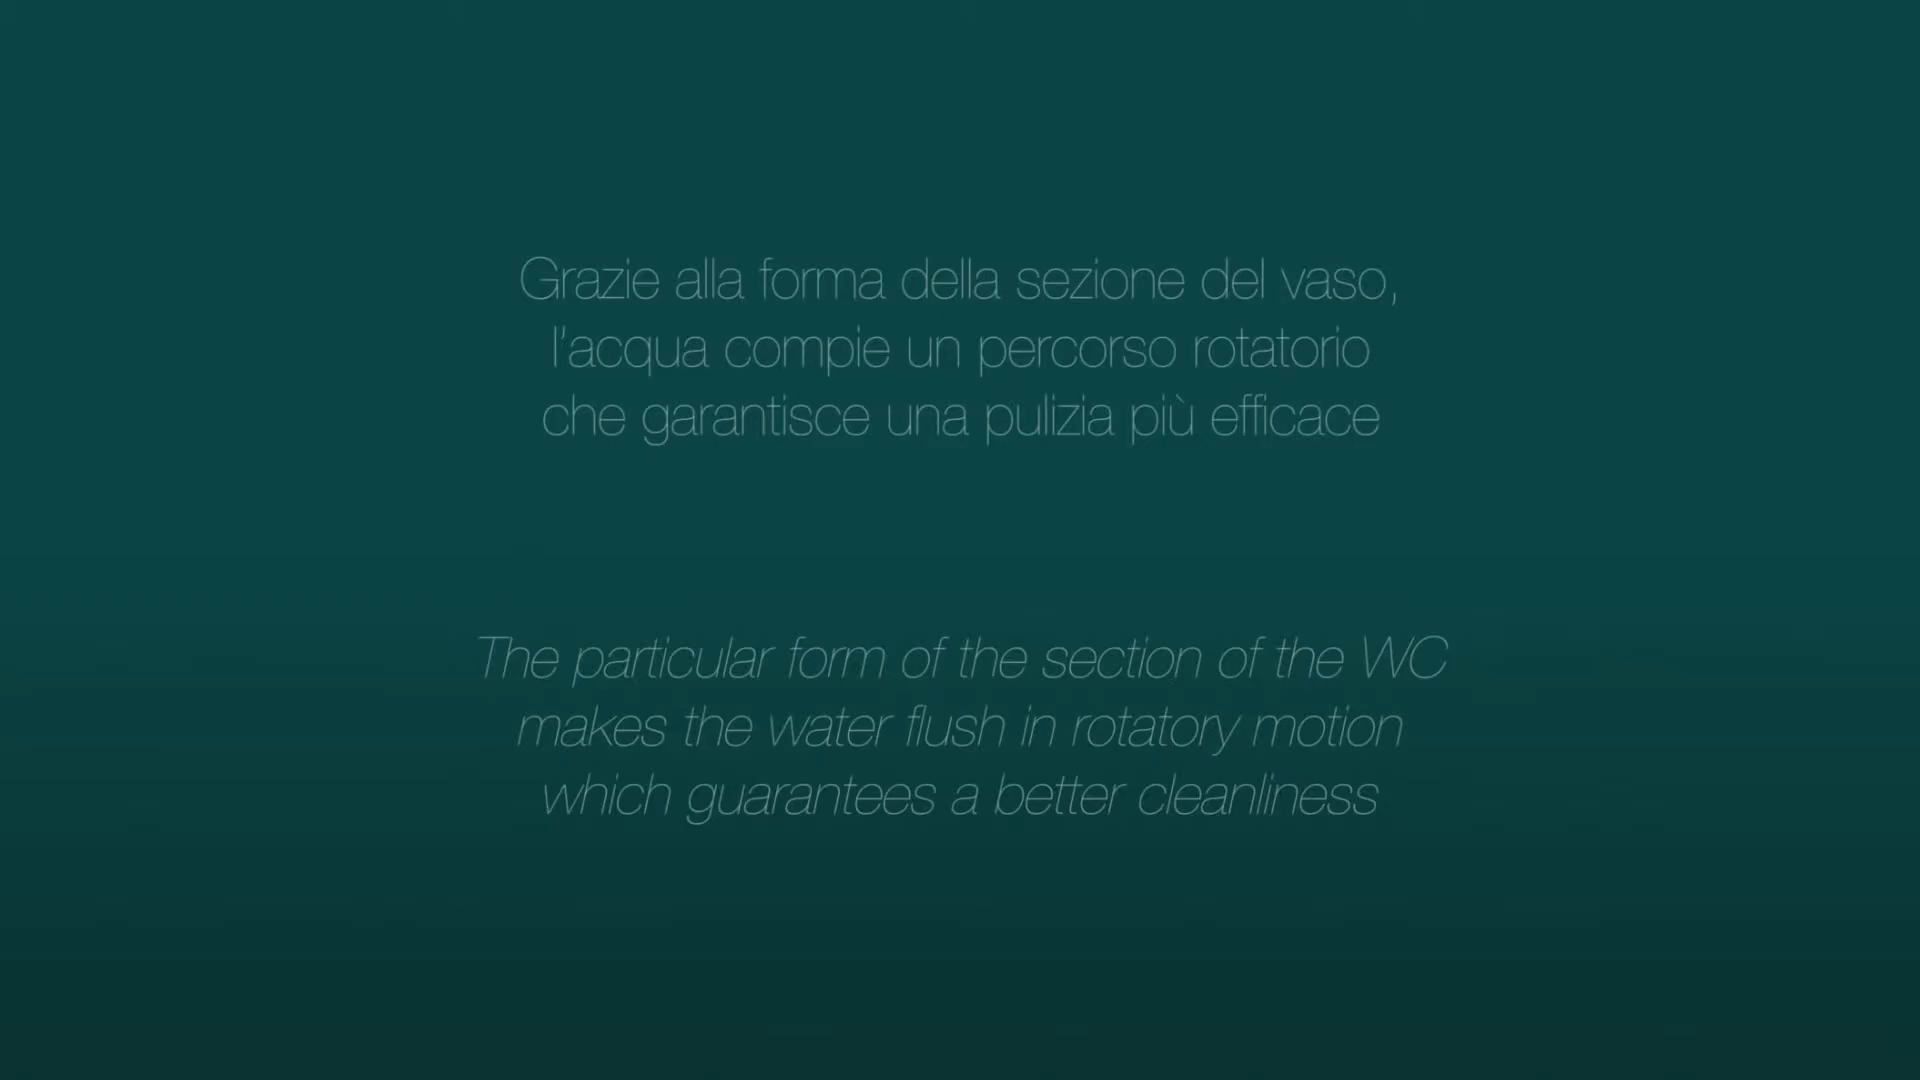 Grazie alla forma della sezione del vaso,
l'acqua compie un percorso rotatorio
che garantisce una pulizia più efficace
The particular form of the section of the WC
makes the water flush in rotatory motion
which guarantees a better cleanliness